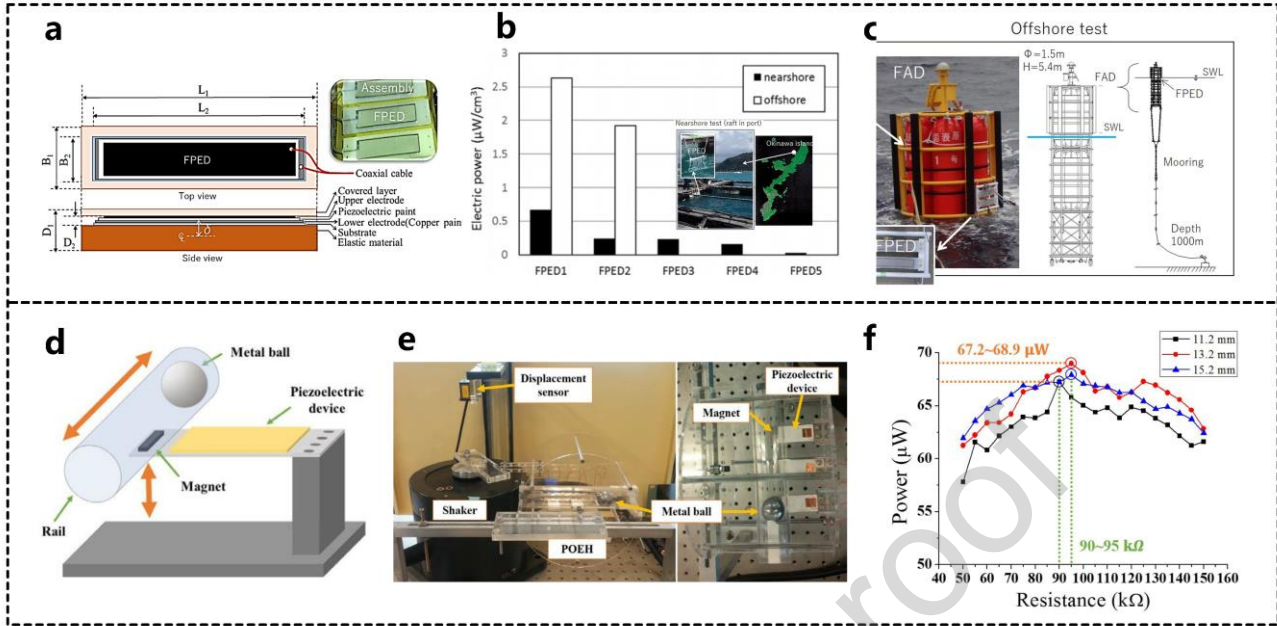 a
L₁
L₂
B₁
B₂
FPED
Top view
Coaxial cable
Assembly
FPED
D₁
D₂
δ
Covered layer
Upper electrode
Piezoelectric paint
Lower electrode(Copper pain
Substrate
Elastic material
Side view
b
Electric power (μW/cm³)
3
2.5
2
1.5
1
0.5
0
nearshore
offshore
Nearshore test (raft in port)
FPED
Okinawa island
FPED1 FPED2 FPED3 FPED4 FPED5
c
Offshore test
FAD
Φ=1.5m
H=5.4m
FAD
SWL
FPED
SWL
Mooring
Depth
1000m
FPED
d
Metal ball
Piezoelectric
device
Magnet
Rail
e
Displacement
sensor
Shaker
POEH
Metal ball
Magnet
Piezoelectric
device
f
67.2~68.9 μW
11.2 mm
13.2 mm
15.2 mm
90~95 kΩ
Power (μW)
70
65
60
55
50
40 50 60 70 80 90 100 110 120 130 140 150 160
Resistance (kΩ)
roof